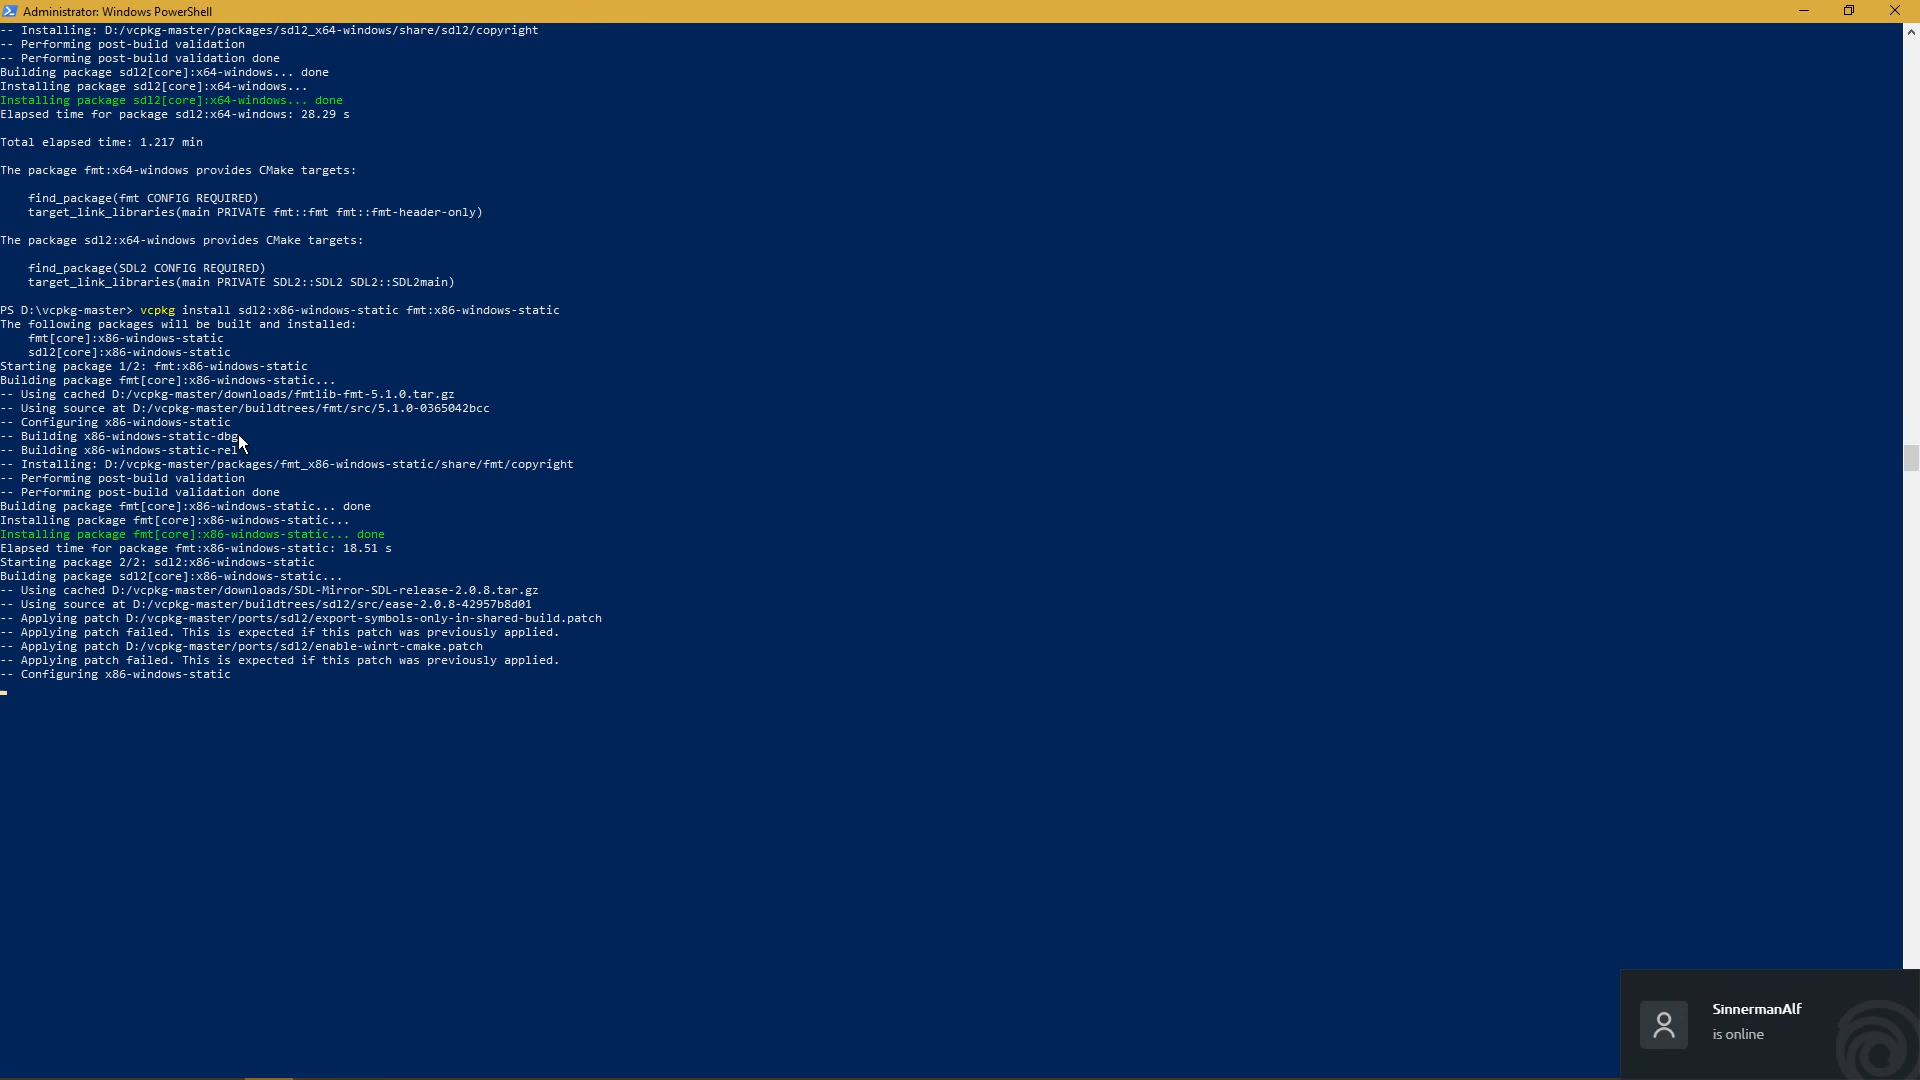 Administrator: Windows PowerShell
-- Installing: D:/vcpkg-master/packages/sdl2_x64-windows/share/sdl2/copyright
-- Performing post-build validation
-- Performing post-build validation done
Building package sdl2[core]:x64-windows... done
Installing package sdl2[core]:x64-windows...
Installing package sdl2[core]:x64-windows... done
Elapsed time for package sdl2:x64-windows: 28.29 s
Total elapsed time: 1.217 min
The package fmt:x64-windows provides CMake targets:
find_package(fmt CONFIG REQUIRED)
target_link_libraries(main PRIVATE fmt::fmt fmt::fmt-header-only)
The package sdl2:x64-windows provides CMake targets:
find_package(SDL2 CONFIG REQUIRED)
target_link_libraries(main PRIVATE SDL2::SDL2 SDL2::SDL2main)
PS D:\vcpkg-master> vcpkg install sdl2:x86-windows-static fmt:x86-windows-static
The following packages will be built and installed:
fmt[core]:x86-windows-static
sdl2[core]:x86-windows-static
Starting package 1/2: fmt:x86-windows-static
Building package fmt[core]:x86-windows-static...
-- Using cached D:/vcpkg-master/downloads/fmtlib-fmt-5.1.0.tar.gz
-- Using source at D:/vcpkg-master/buildtrees/fmt/src/5.1.0-0365042bcc
-- Configuring x86-windows-static
-- Building x86-windows-static-dbg
-- Building x86-windows-static-rel
-- Installing: D:/vcpkg-master/packages/fmt_x86-windows-static/share/fmt/copyright
-- Performing post-build validation
-- Performing post-build validation done
Building package fmt[core]:x86-windows-static... done
Installing package fmt[core]:x86-windows-static...
Installing package fmt[core]:x86-windows-static... done
Elapsed time for package fmt:x86-windows-static: 18.51 s
Starting package 2/2: sdl2:x86-windows-static
Building package sdl2[core]:x86-windows-static...
-- Using cached D:/vcpkg-master/downloads/SDL-Mirror-SDL-release-2.0.8.tar.gz
-- Using source at D:/vcpkg-master/buildtrees/sdl2/src/ease-2.0.8-42957b8d01
-- Applying patch D:/vcpkg-master/ports/sdl2/export-symbols-only-in-shared-build.patch
-- Applying patch failed. This is expected if this patch was previously applied.
-- Applying patch D:/vcpkg-master/ports/sdl2/enable-winrt-cmake.patch
-- Applying patch failed. This is expected if this patch was previously applied.
-- Configuring x86-windows-static
SinnermanAlf
is online